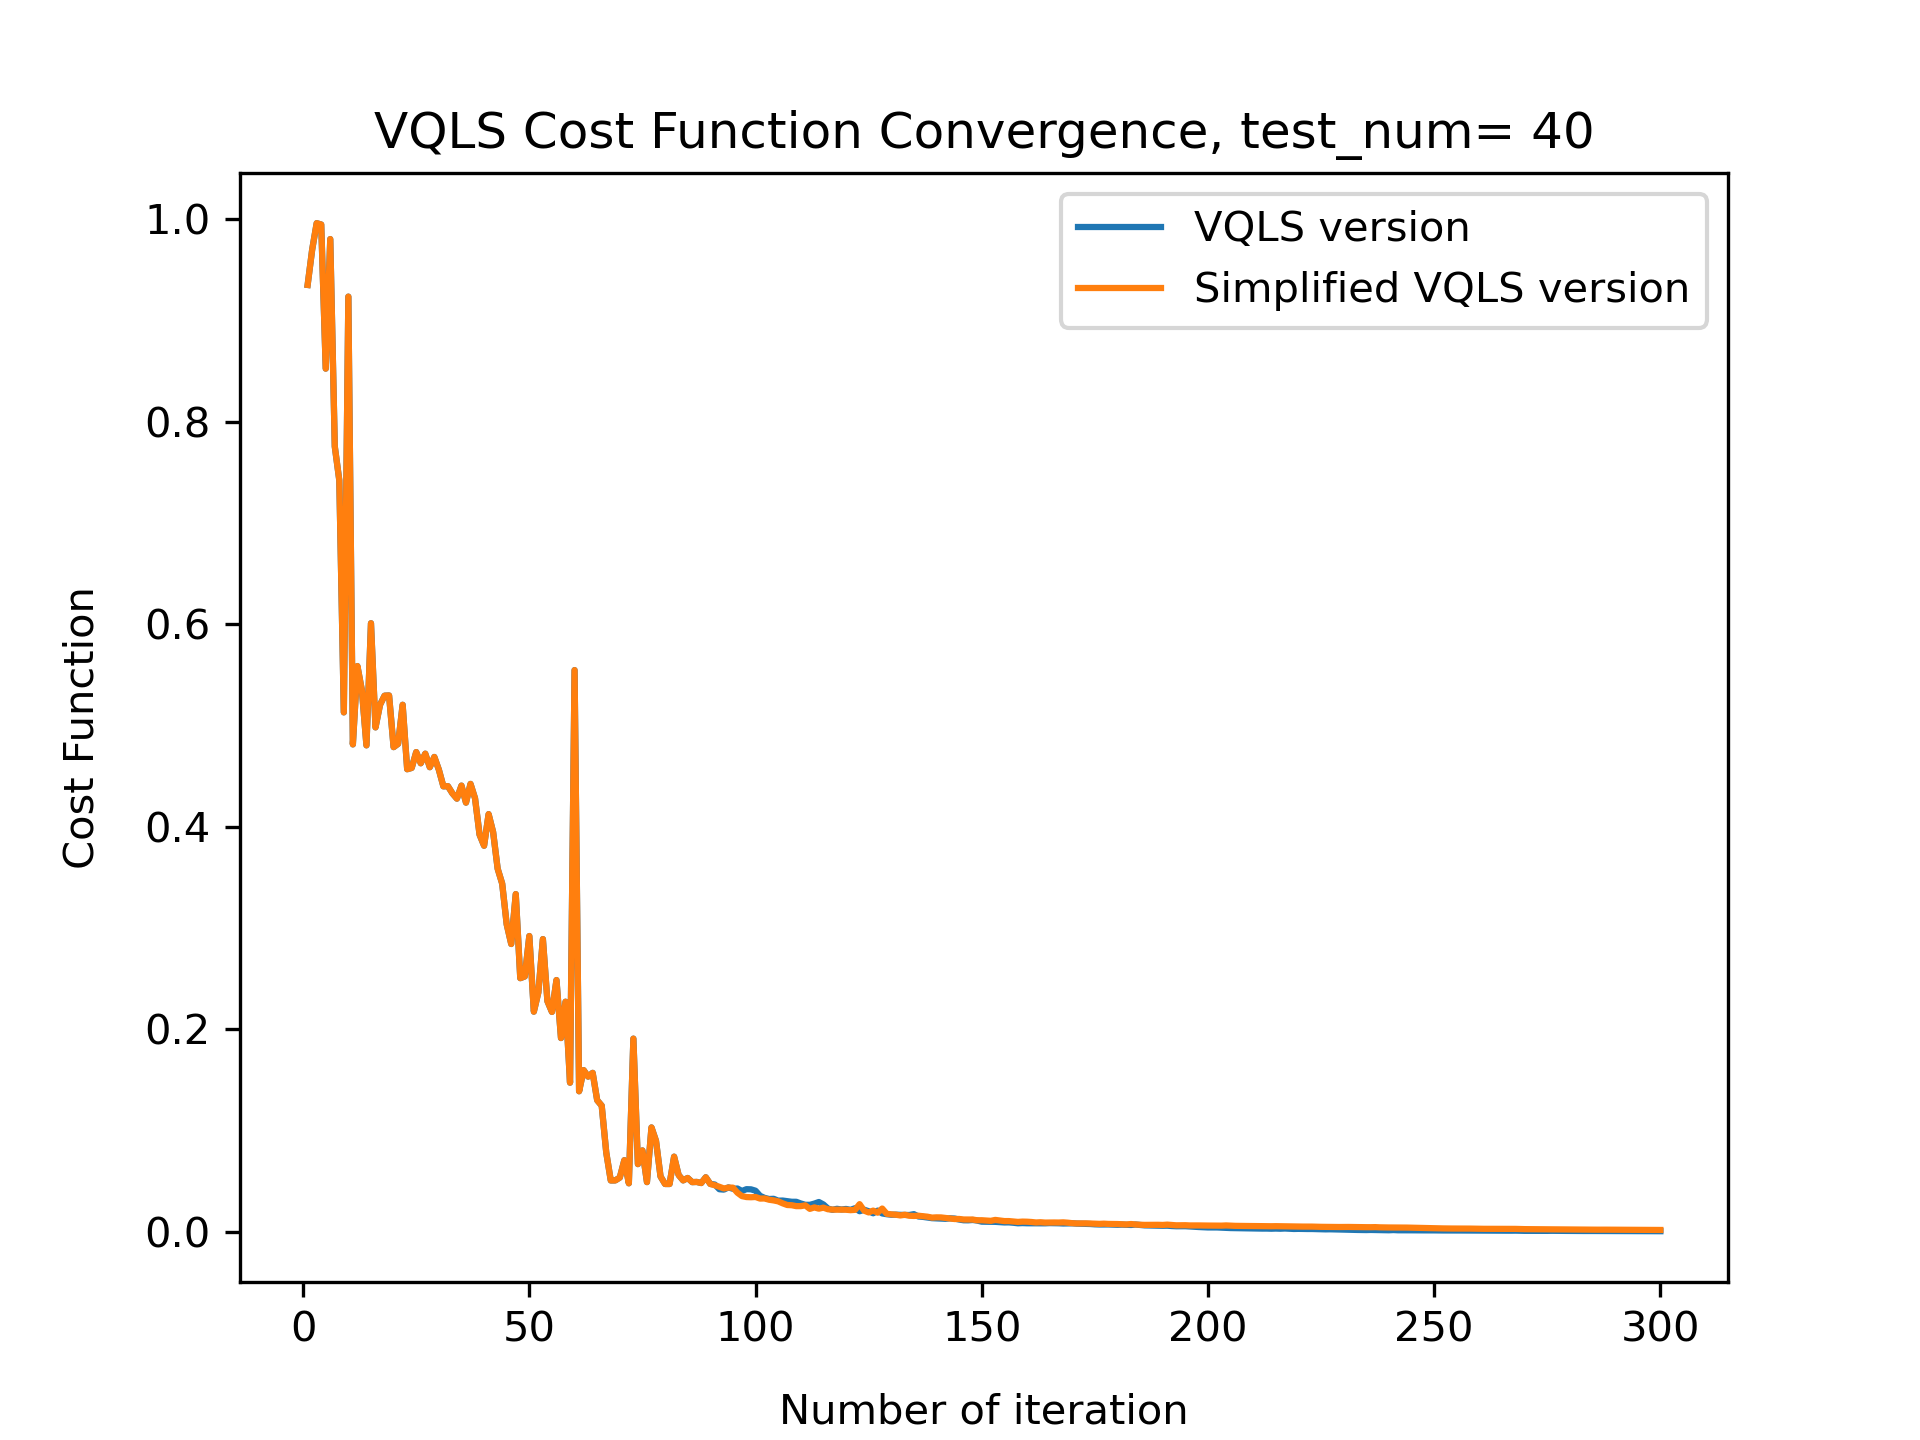 VQLS Cost Function Convergence, test_num= 40
VQLS version
Simplified VQLS version
1.0
0.8
0.6
0.4
0.2
0.0
Cost Function
0 50 100 150 200 250 300
Number of iteration